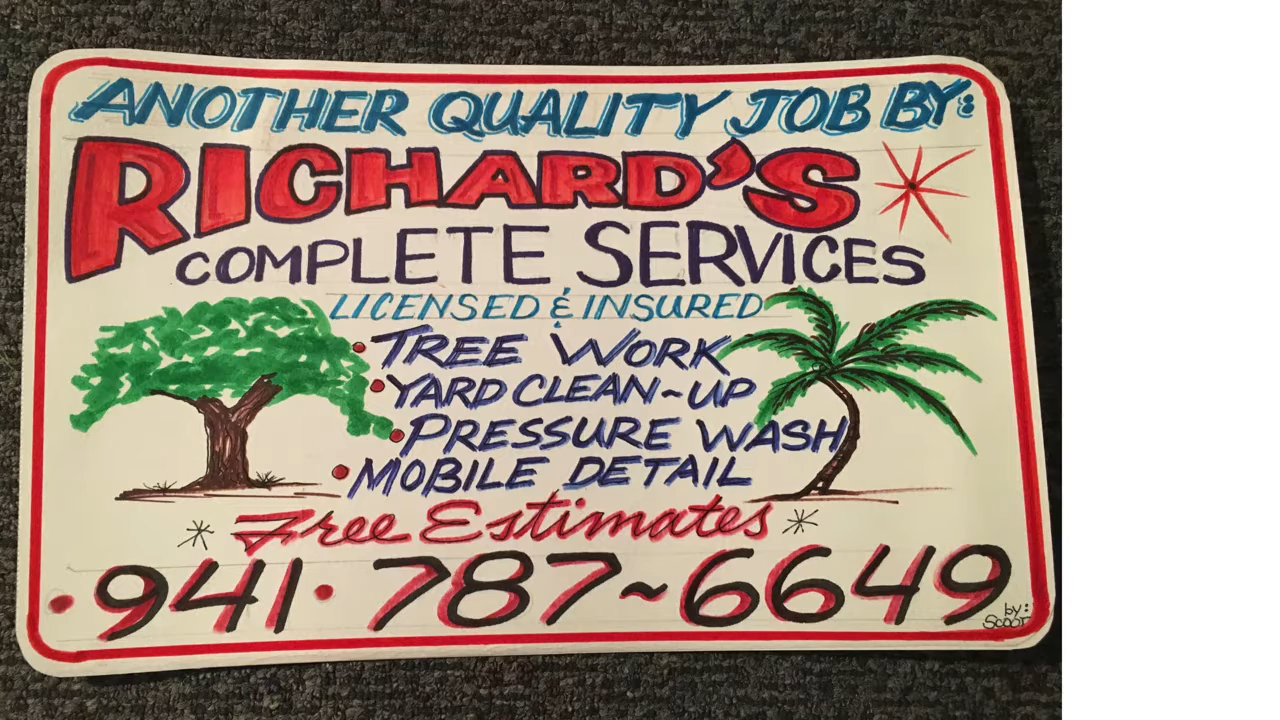 ANOTHER QUALITY JOB BY:
RICHARD'S
COMPLETE SERVICES
LICENSED & INSURED
• TREE WORK
• YARD CLEAN~UP
• PRESSURE WASH
• MOBILE DETAIL
* Free Estimates *
• 941 • 787~6649
by:
Scoot